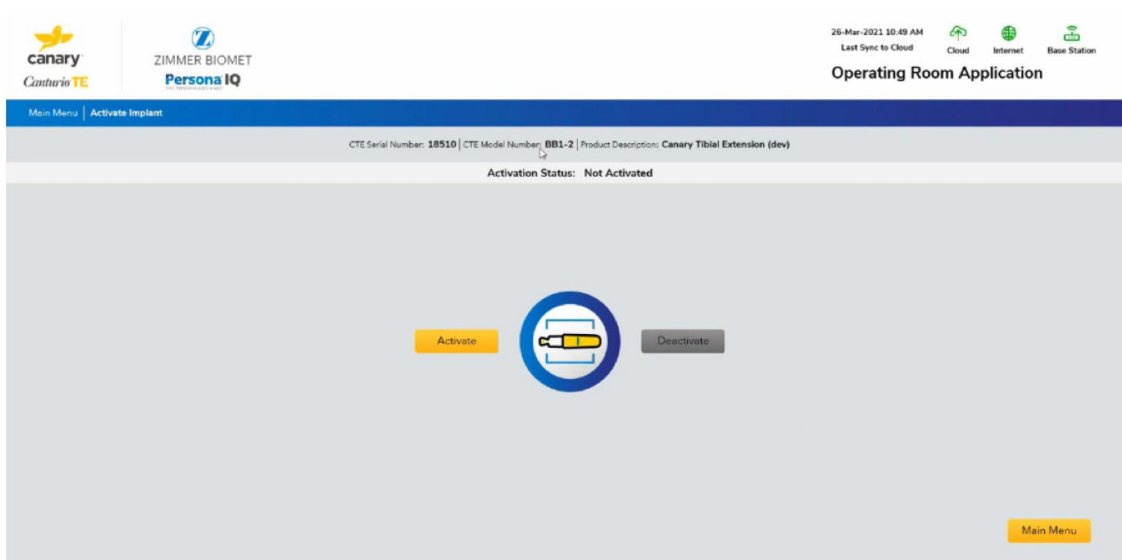 canary
Canturio TE
ZIMMER BIOMET
Persona IQ
26-Mar-2021 10:49 AM
Last Sync to Cloud
Cloud
Internet
Base Station
Operating Room Application
Main Menu | Activate Implant
CTE Serial Number: 18510 | CTE Model Number: BB1-2 | Product Description: Canary Tibial Extension (dev)
Activation Status: Not Activated
Activate
Deactivate
Main Menu